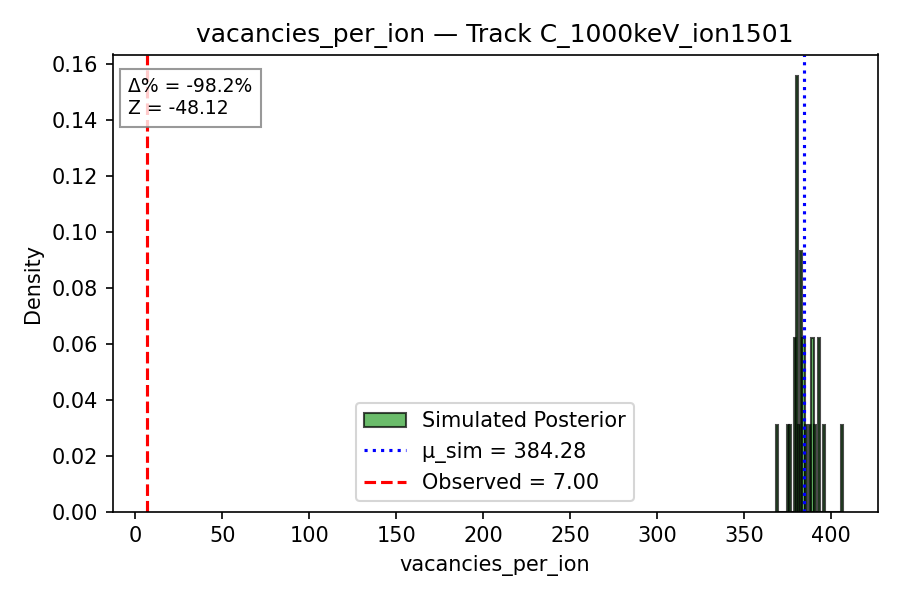 vacancies_per_ion — Track C_1000keV_ion1501
Δ% = -98.2%
Z = -48.12
Density
0.16
0.14
0.12
0.10
0.08
0.06
0.04
0.02
0.00
Simulated Posterior
μ_sim = 384.28
Observed = 7.00
0 50 100 150 200 250 300 350 400
vacancies_per_ion